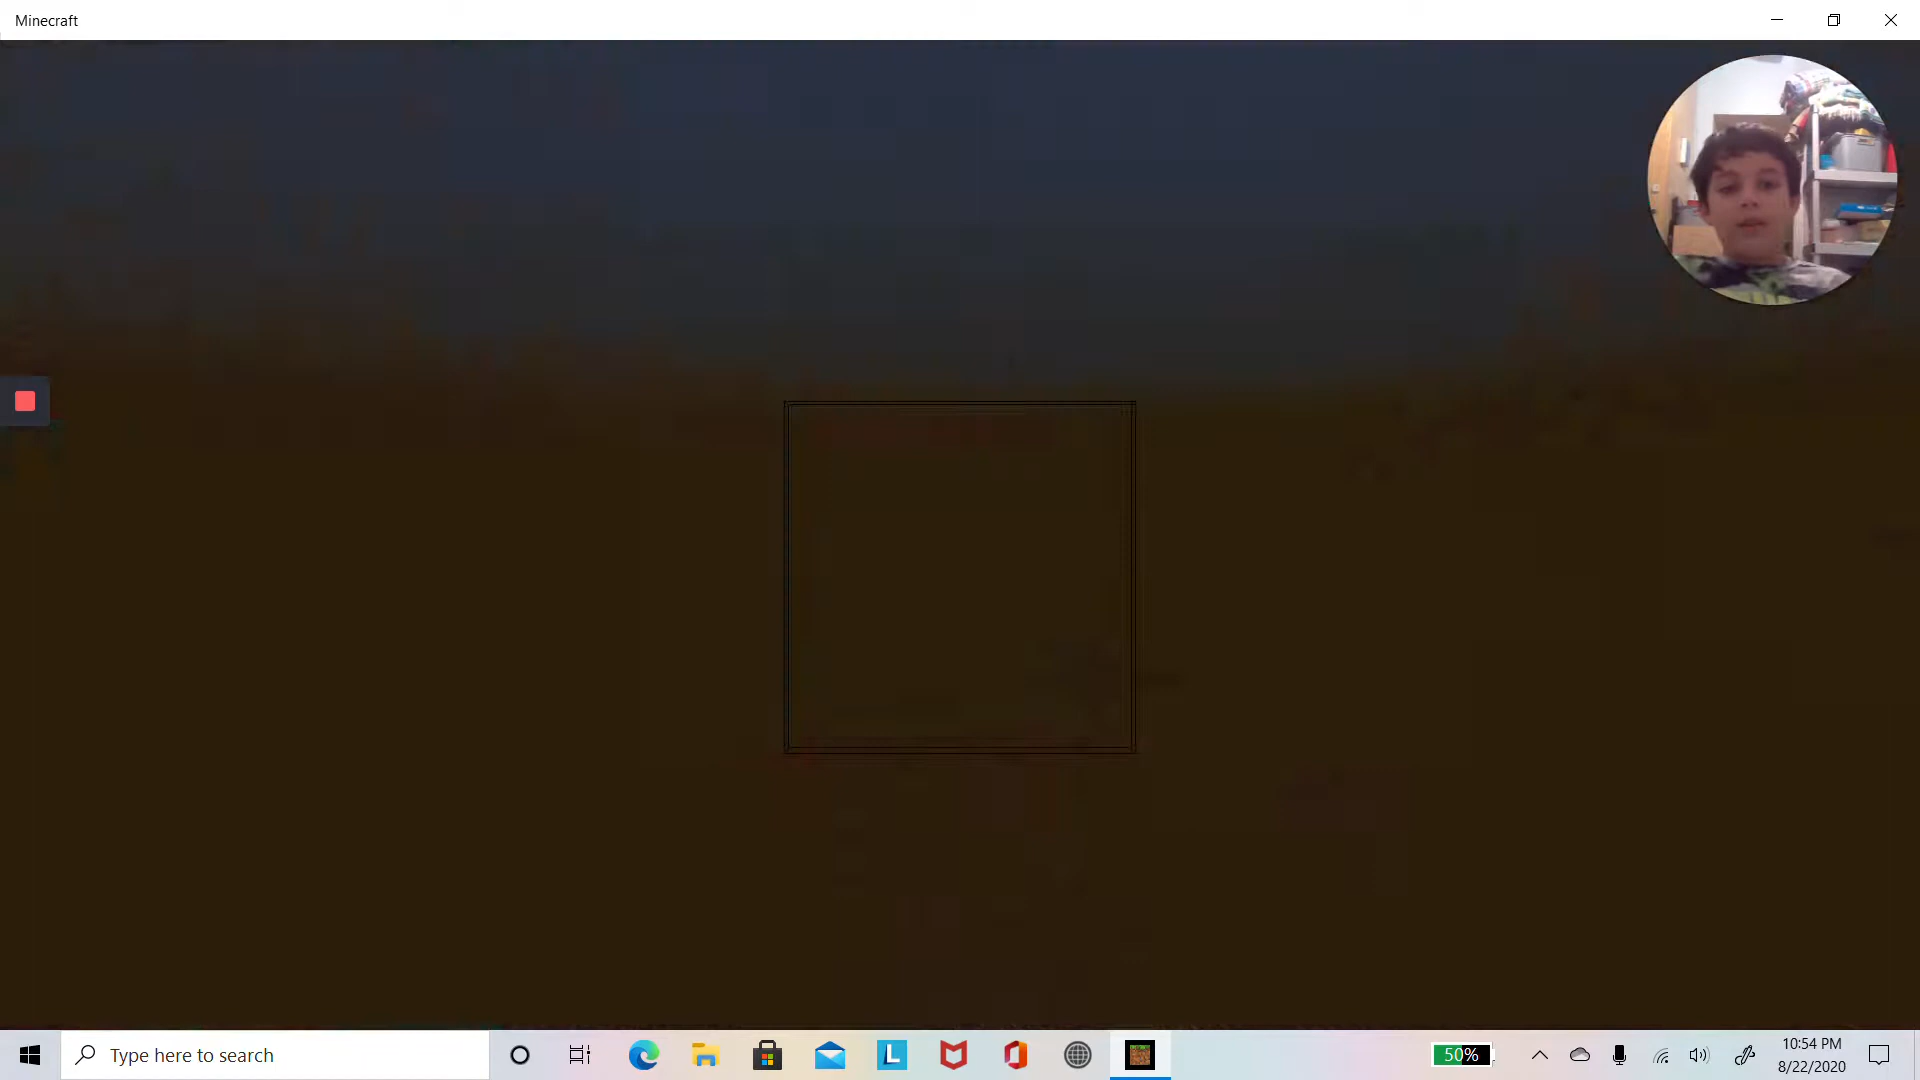 Minecraft
Type here to search
L
50%
10:54 PM
8/22/2020